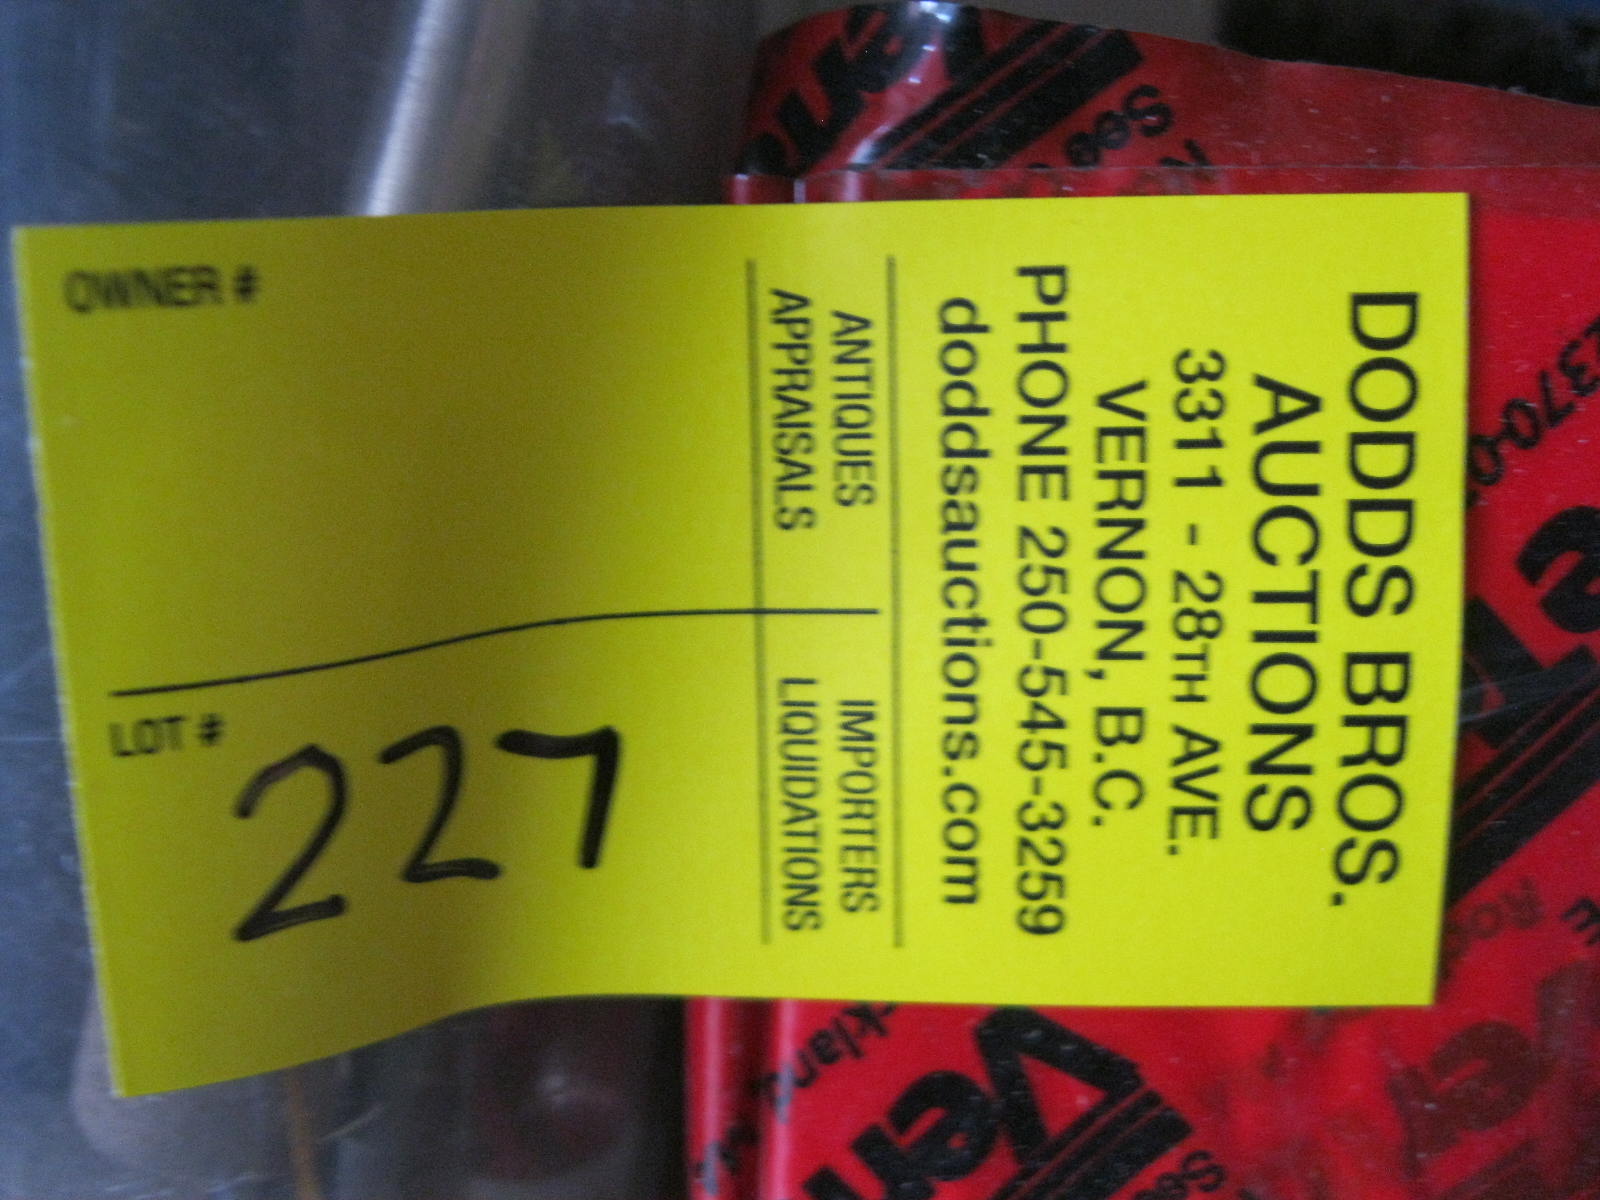 DODDS BROS.
AUCTIONS
3311 - 28TH AVE.
VERNON, B.C.
PHONE 250-545-3259
doddsauctions.com
ANTIQUES IMPORTERS
APPRAISALS LIQUIDATIONS
OWNER #
LOT #
227